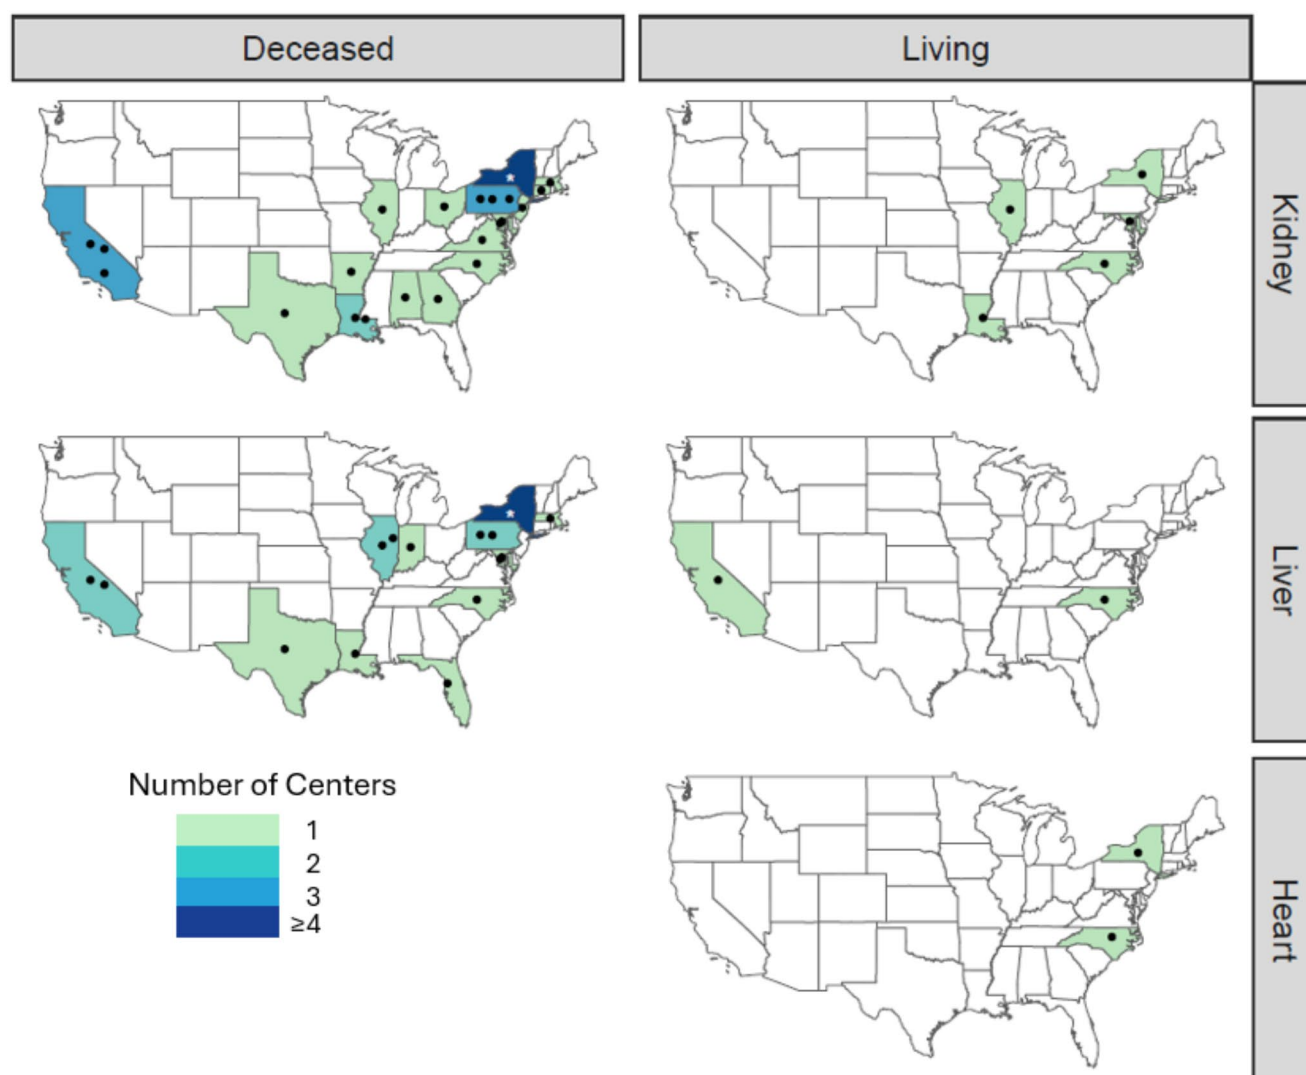 Deceased
Living
Kidney
Liver
Number of Centers
1
2
3
≥4
Heart